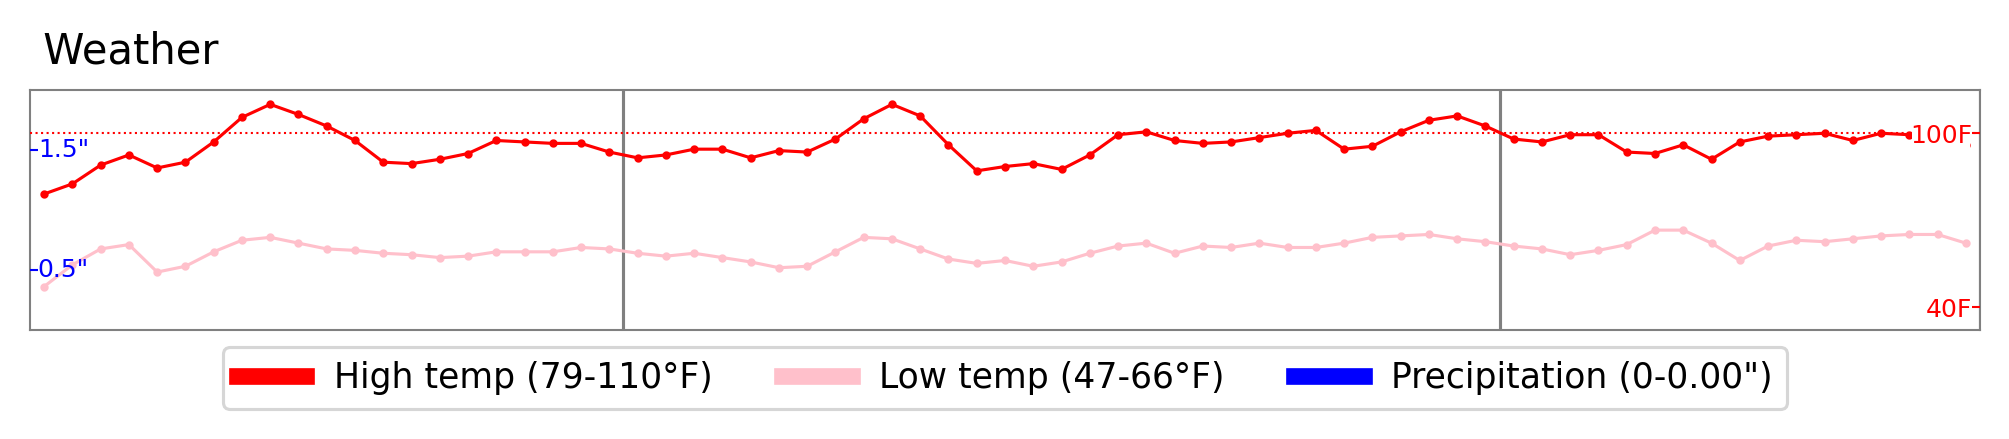 Weather
1.5"
100F
0.5"
40F
High temp (79-110°F)
Low temp (47-66°F)
Precipitation (0-0.00")